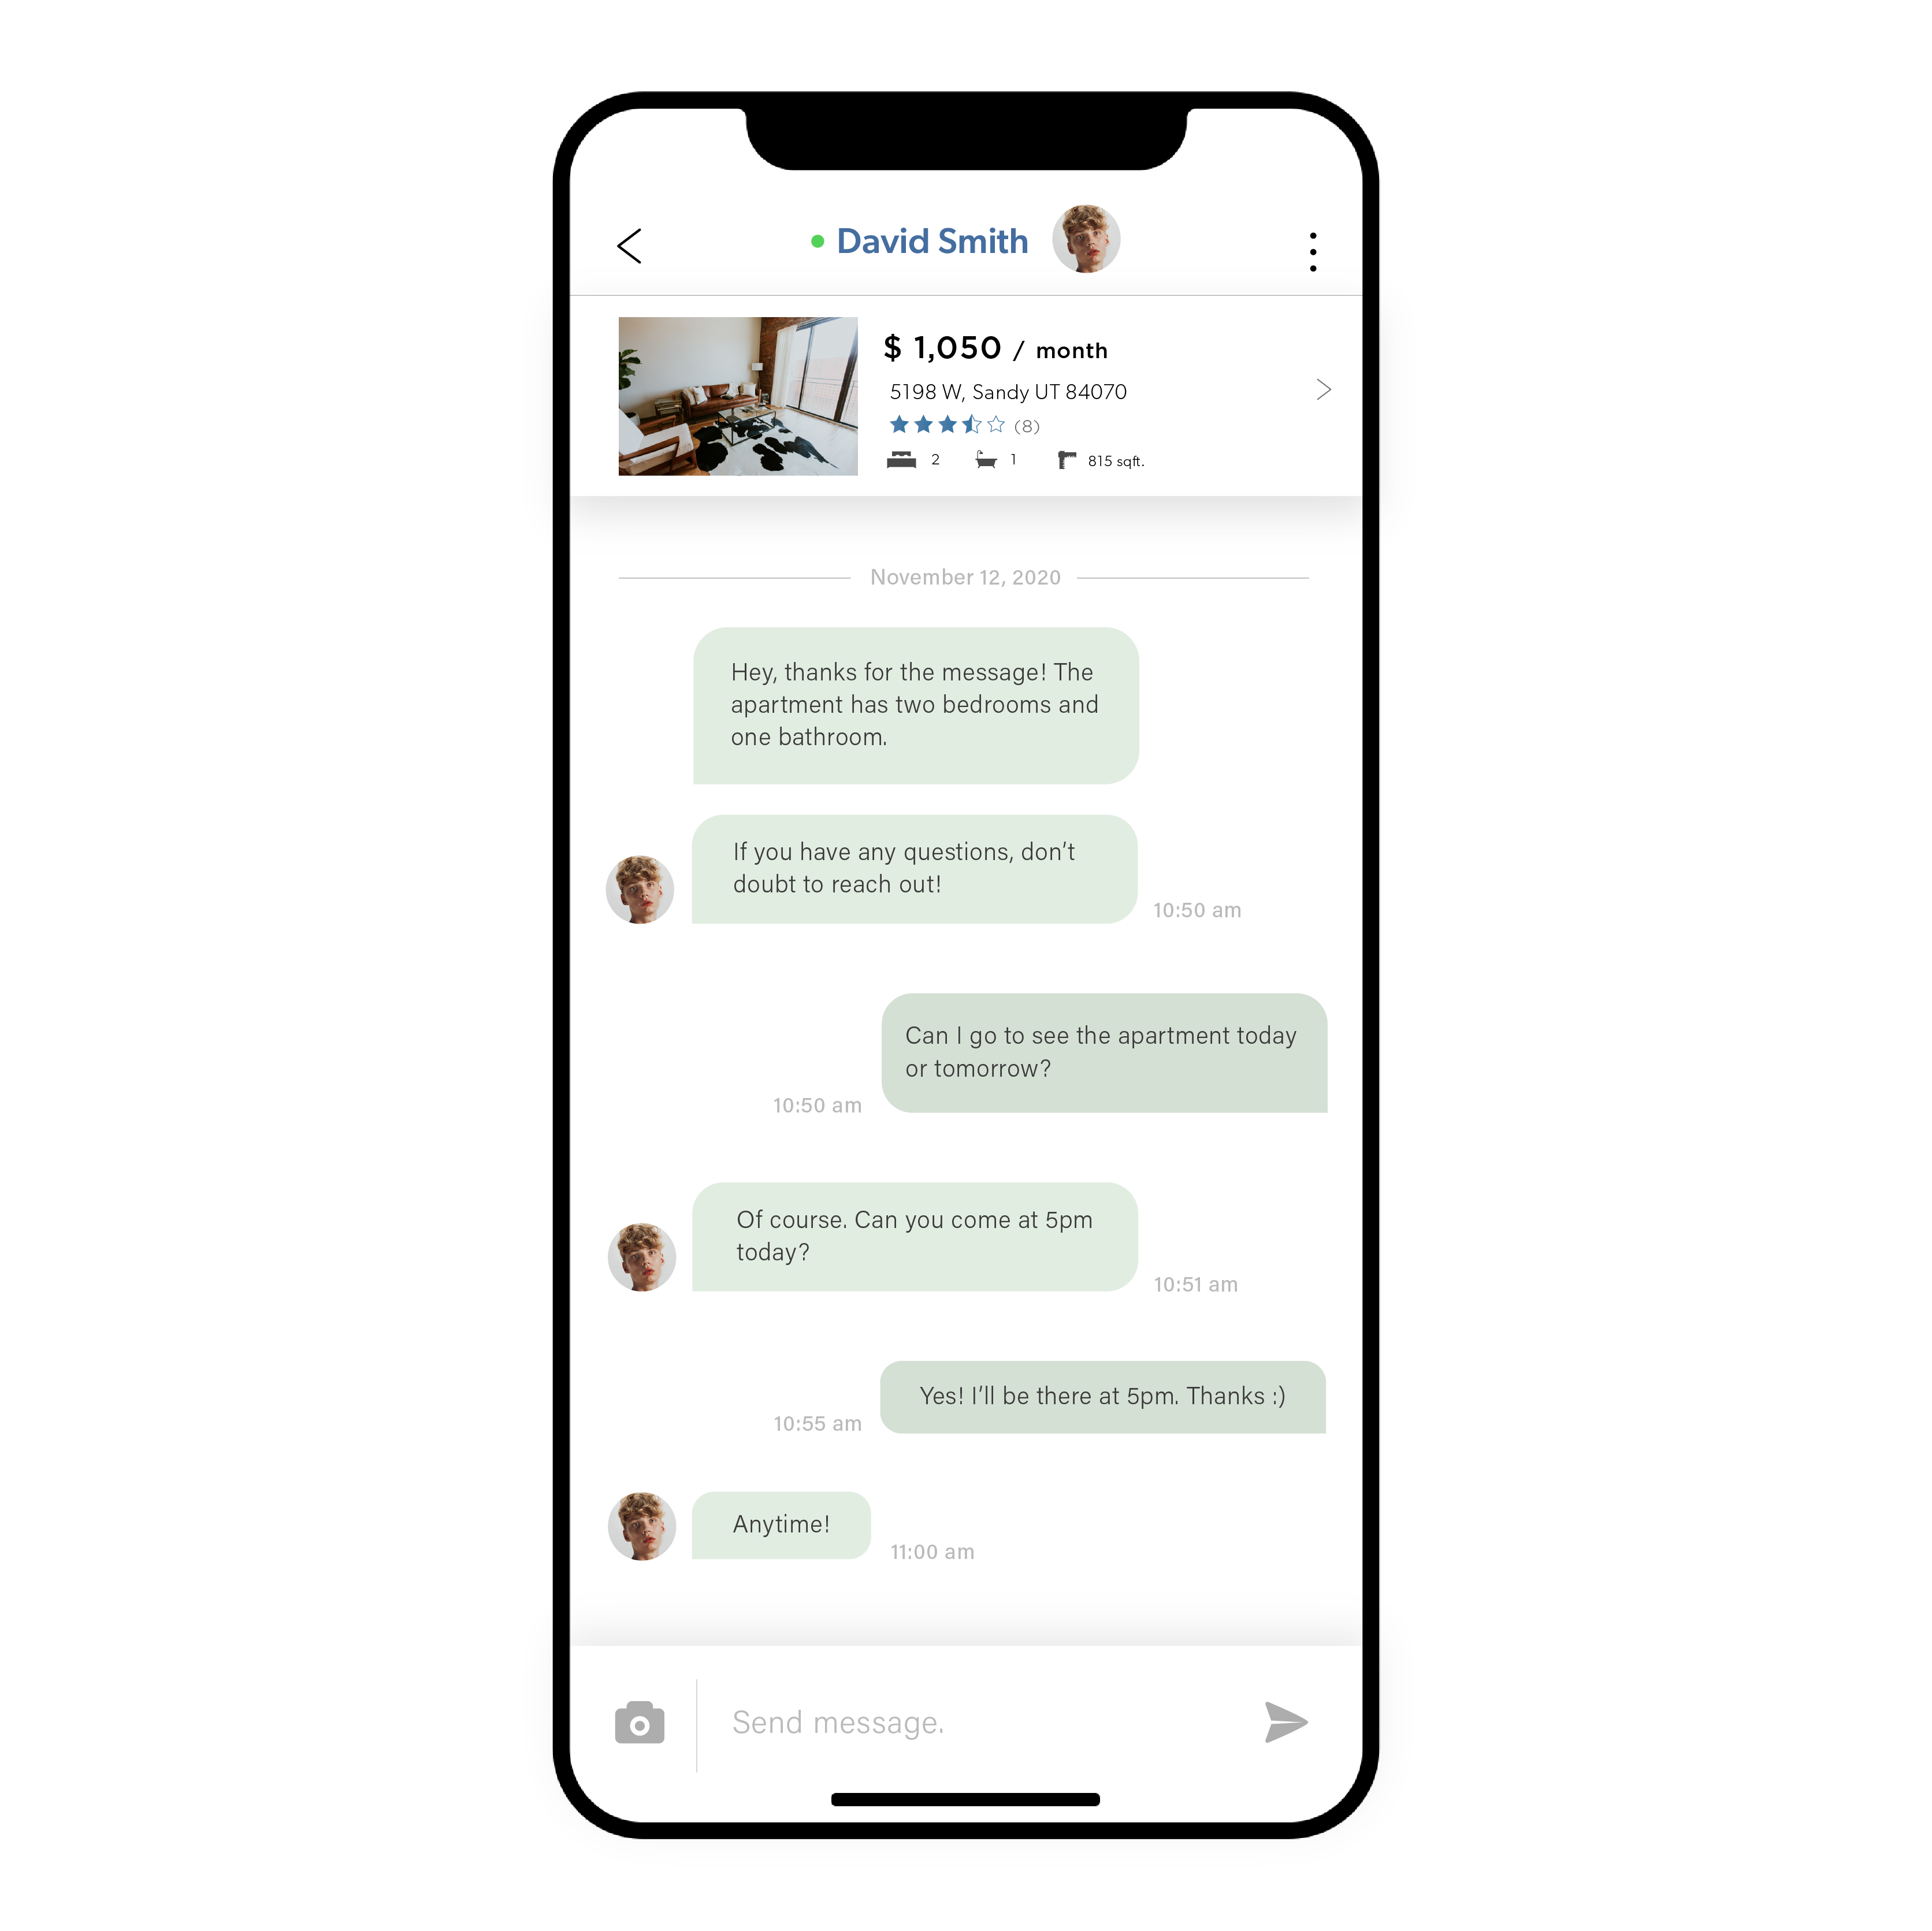 David Smith
$ 1,050 / month
5198 W, Sandy UT 84070
(8)
2 1 815 sqft.
November 12, 2020
Hey, thanks for the message! The
apartment has two bedrooms and
one bathroom.
If you have any questions, don’t
doubt to reach out!
10:50 am
Can I go to see the apartment today
or tomorrow?
10:50 am
Of course. Can you come at 5pm
today?
10:51 am
Yes! I’ll be there at 5pm. Thanks :)
10:55 am
Anytime!
11:00 am
Send message.